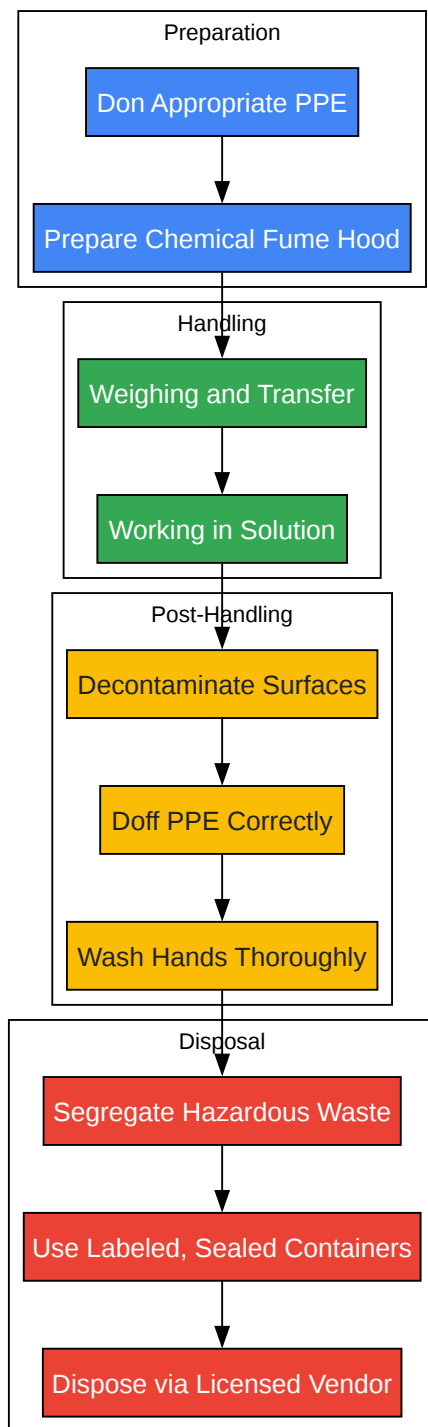 Preparation
Don Appropriate PPE
Prepare Chemical Fume Hood
Handling
Weighing and Transfer
Working in Solution
Post-Handling
Decontaminate Surfaces
Doff PPE Correctly
Wash Hands Thoroughly
Disposal
Segregate Hazardous Waste
Use Labeled, Sealed Containers
Dispose via Licensed Vendor